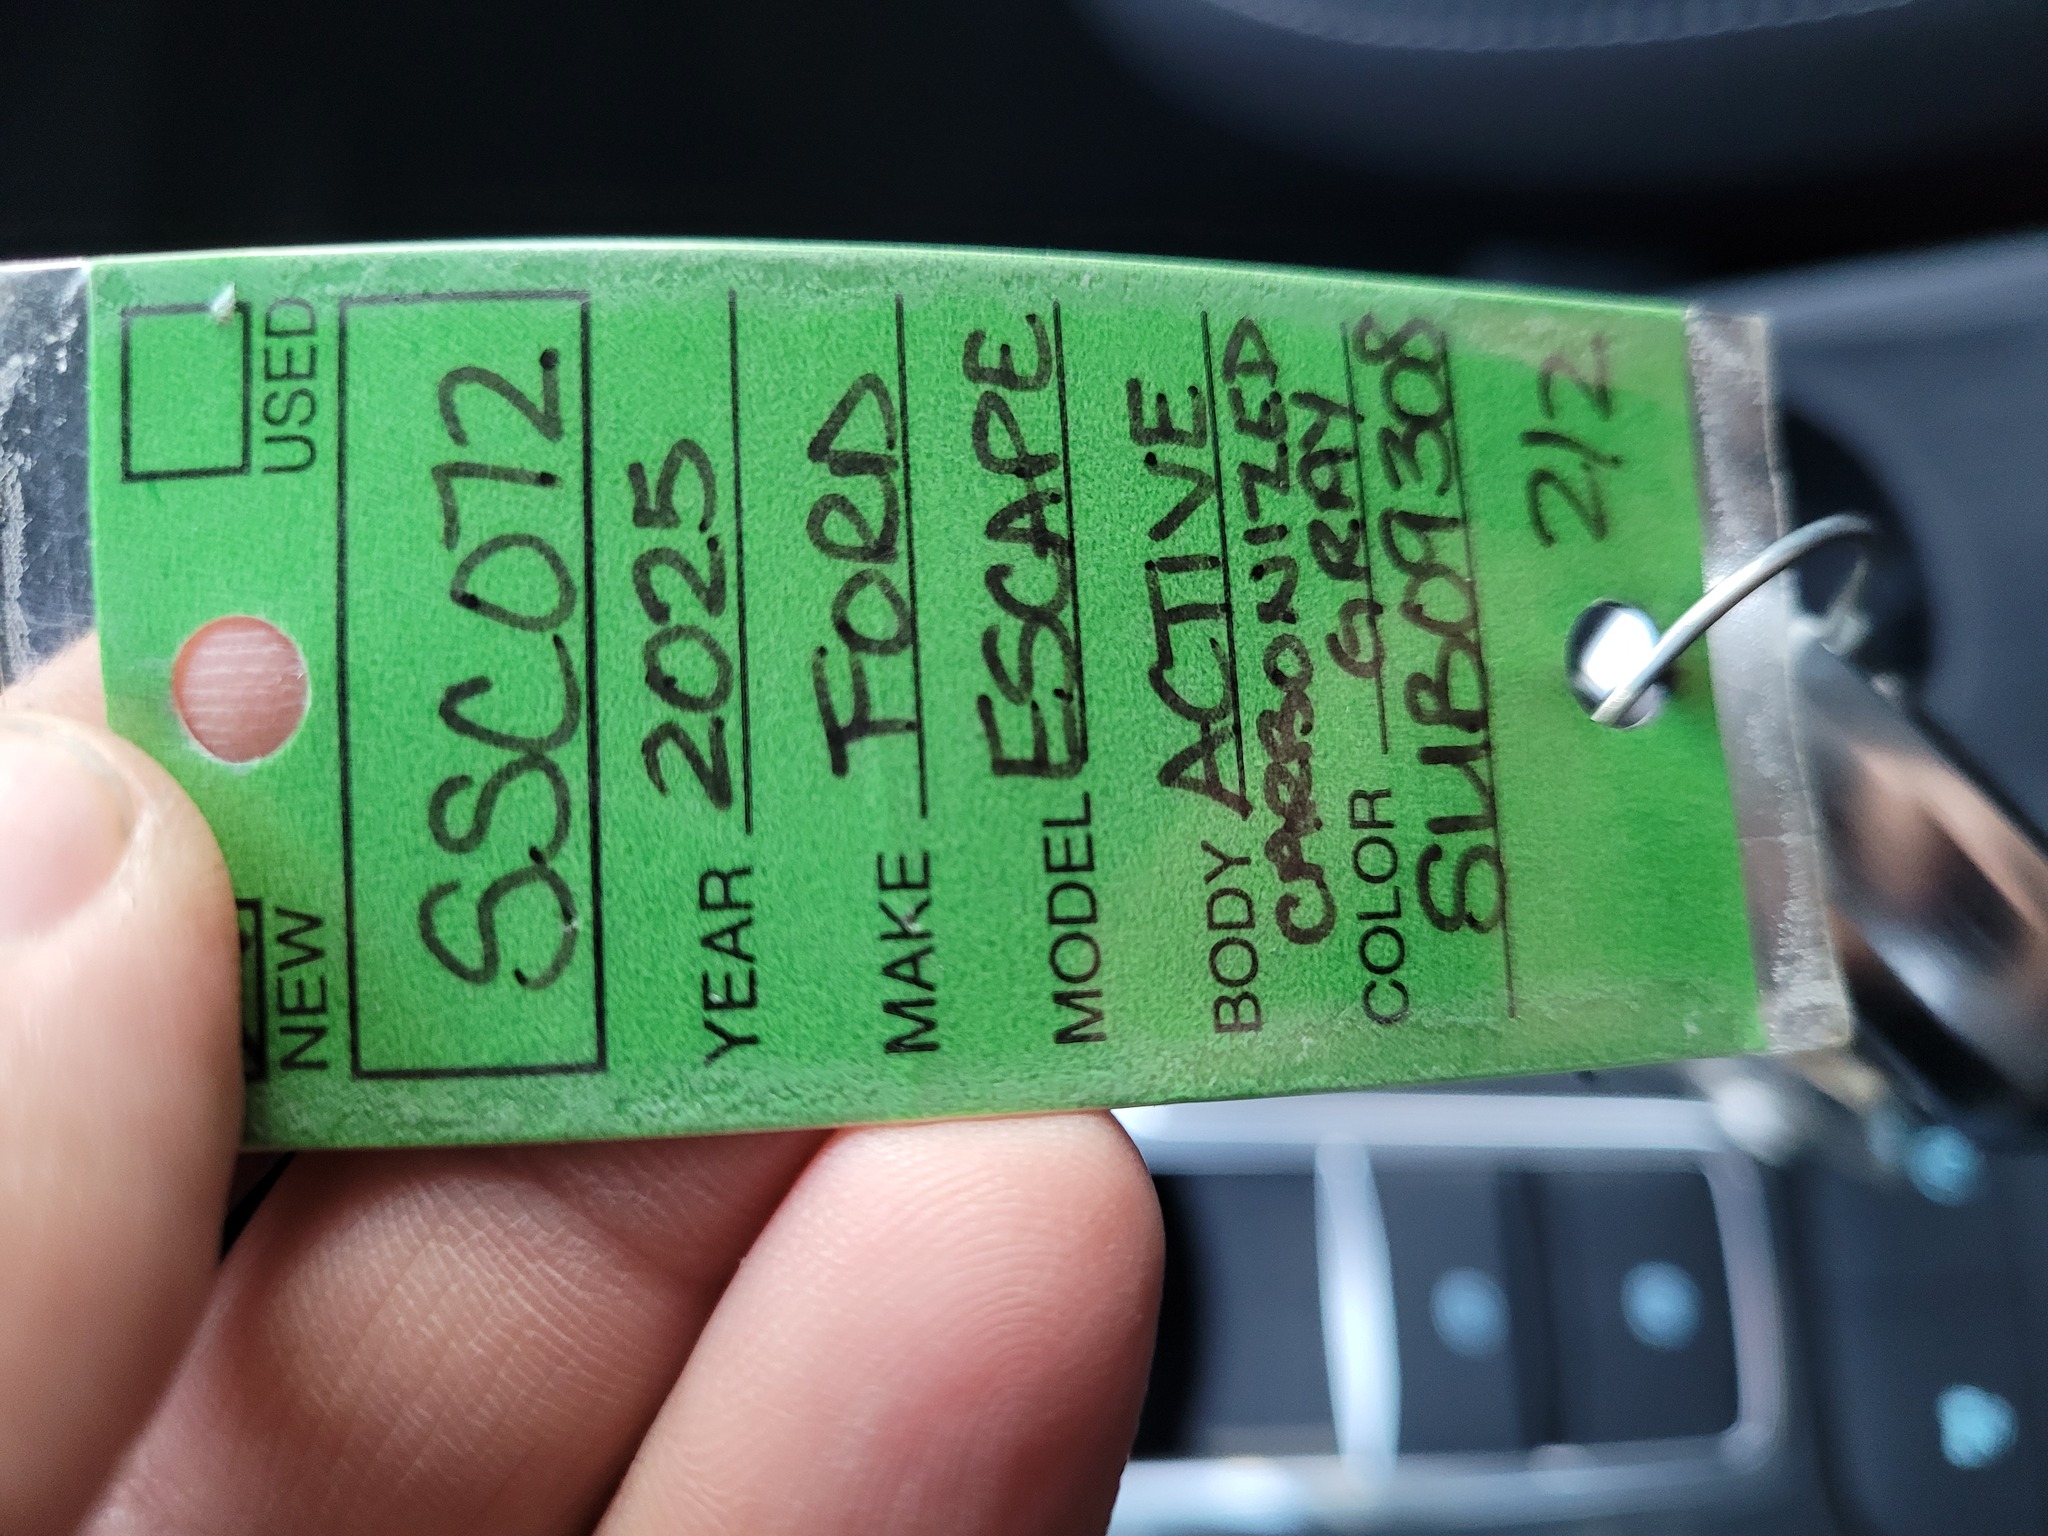 NEW USED
SSC072
YEAR 2025
MAKE FORD
MODEL ESCAPE
BODY ACTIVE
CARBONIZED
COLOR GRAY
SUB09308
2/2